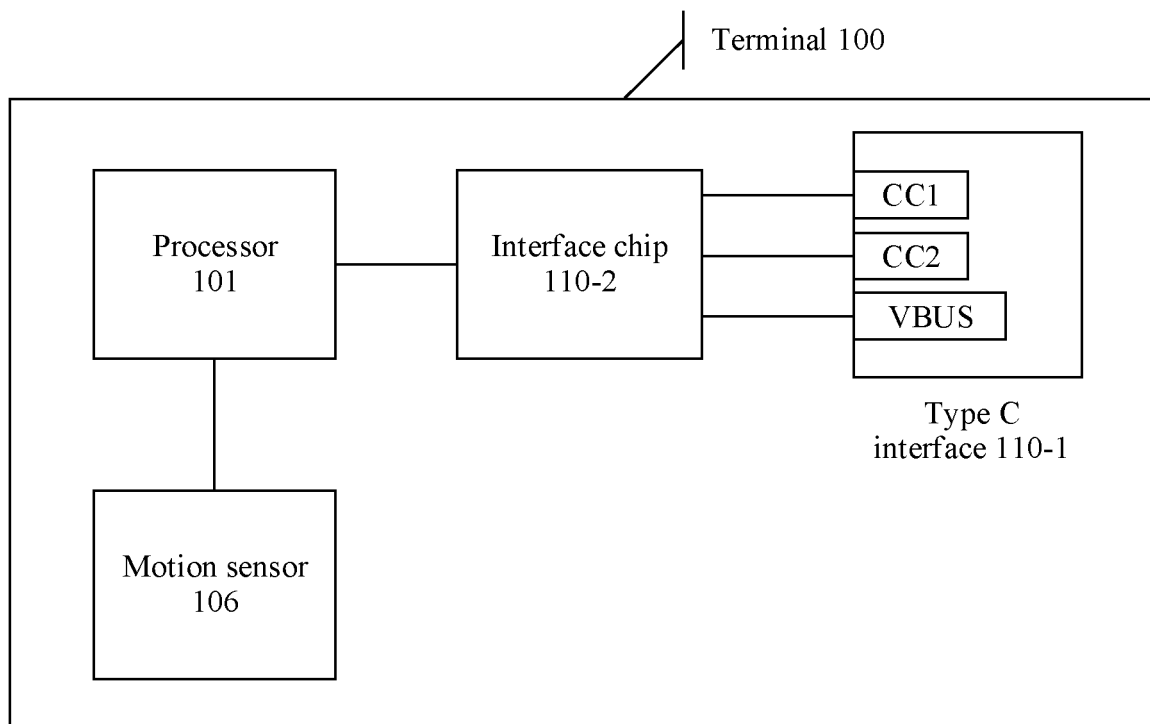 Terminal 100
Processor
101
Interface chip
110-2
CC1
CC2
VBUS
Type C
interface 110-1
Motion sensor
106